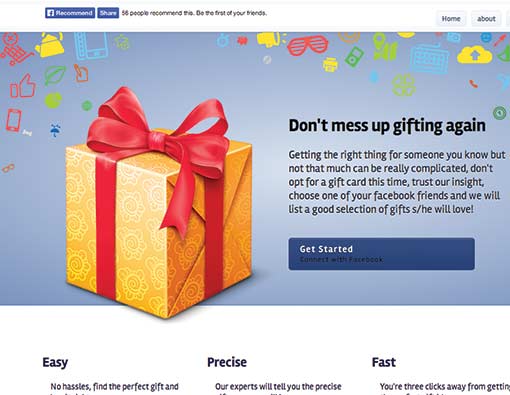 Recommend Share 56 people recommend this. Be the first of your friends.
Home about
Don't mess up gifting again
Getting the right thing for someone you know but
not that much can be really complicated, don't
opt for a gift card this time, trust our insight,
choose one of your facebook friends and we will
list a good selection of gifts s/he will love!
Get Started
Connect with Facebook
Easy
No hassles, find the perfect gift and
Precise
Our experts will tell you the precise
Fast
You're three clicks away from getting